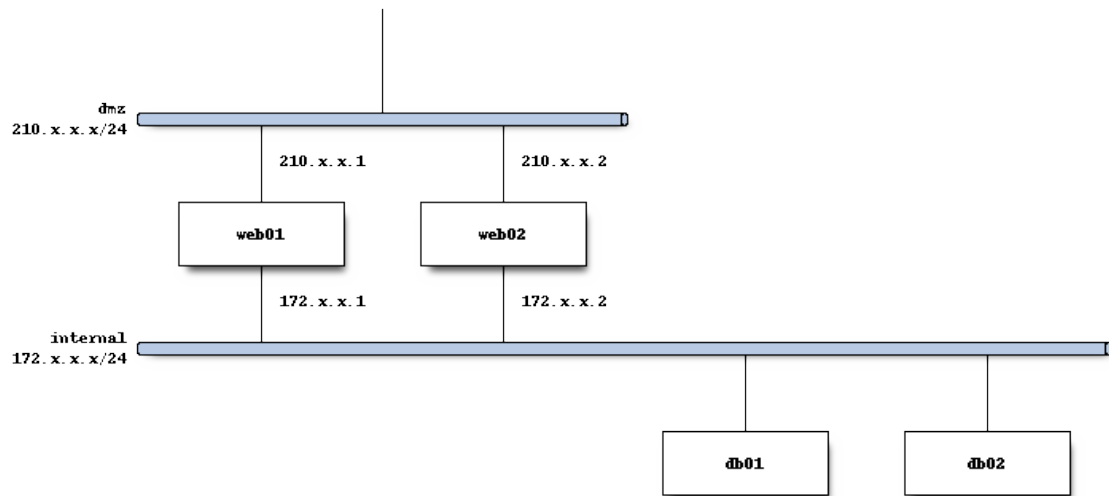 dmz
210.x.x.x/24
210.x.x.1
210.x.x.2
web01
web02
172.x.x.1
172.x.x.2
internal
172.x.x.x/24
db01
db02